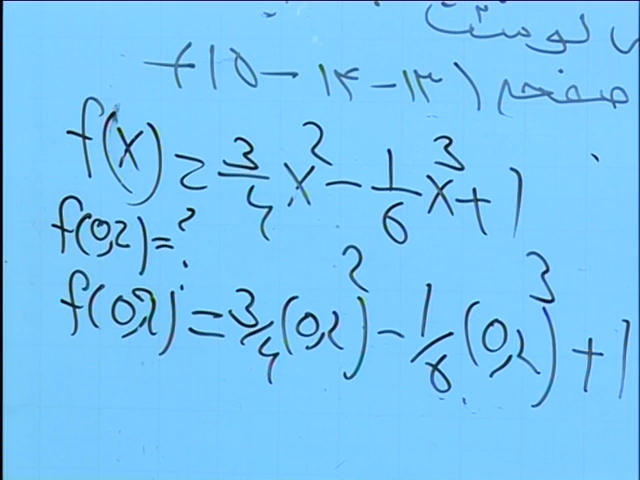 نوشت
صفحه ۱۳-۱۴-۱۵+
f(x) = 3/4 x² - 1/6 x³ + 1
f(0,2) = ?
f(0,2) = 3/4 (0,2)² - 1/6 (0,2)³ + 1